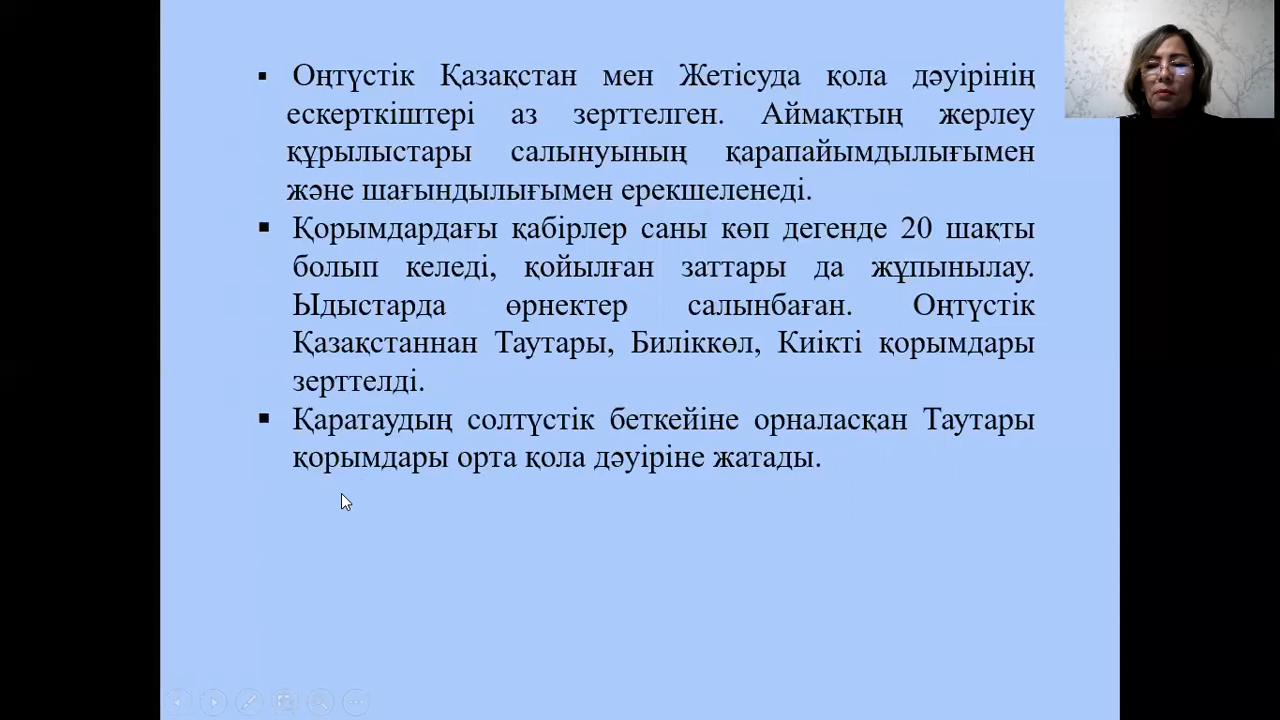 ▪ Оңтүстік Қазақстан мен Жетісуда қола дәуірінің
ескерткіштері аз зерттелген. Аймақтың жерлеу
құрылыстары салынуының қарапайымдылығымен
және шағындылығымен ерекшеленеді.
▪ Қорымдардағы қабірлер саны көп дегенде 20 шақты
болып келеді, қойылған заттары да жұпынылау.
Ыдыстарда өрнектер салынбаған. Оңтүстік
Қазақстаннан Таутары, Биліккөл, Киікті қорымдары
зерттелді.
▪ Қаратаудың солтүстік беткейіне орналасқан Таутары
қорымдары орта қола дәуіріне жатады.